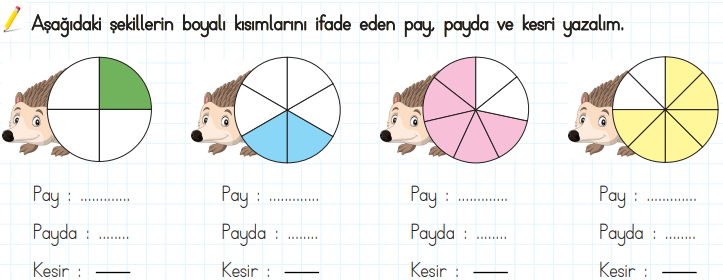 Aşağıdaki şekillerin boyalı kısımlarını ifade eden pay, payda ve kesri yazalım.
Pay : ............. Pay : ............. Pay : ............. Pay : .............
Payda : ........ Payda : ........ Payda : ........ Payda : ........
Kesir : —— Kesir : —— Kesir : —— Kesir : ——